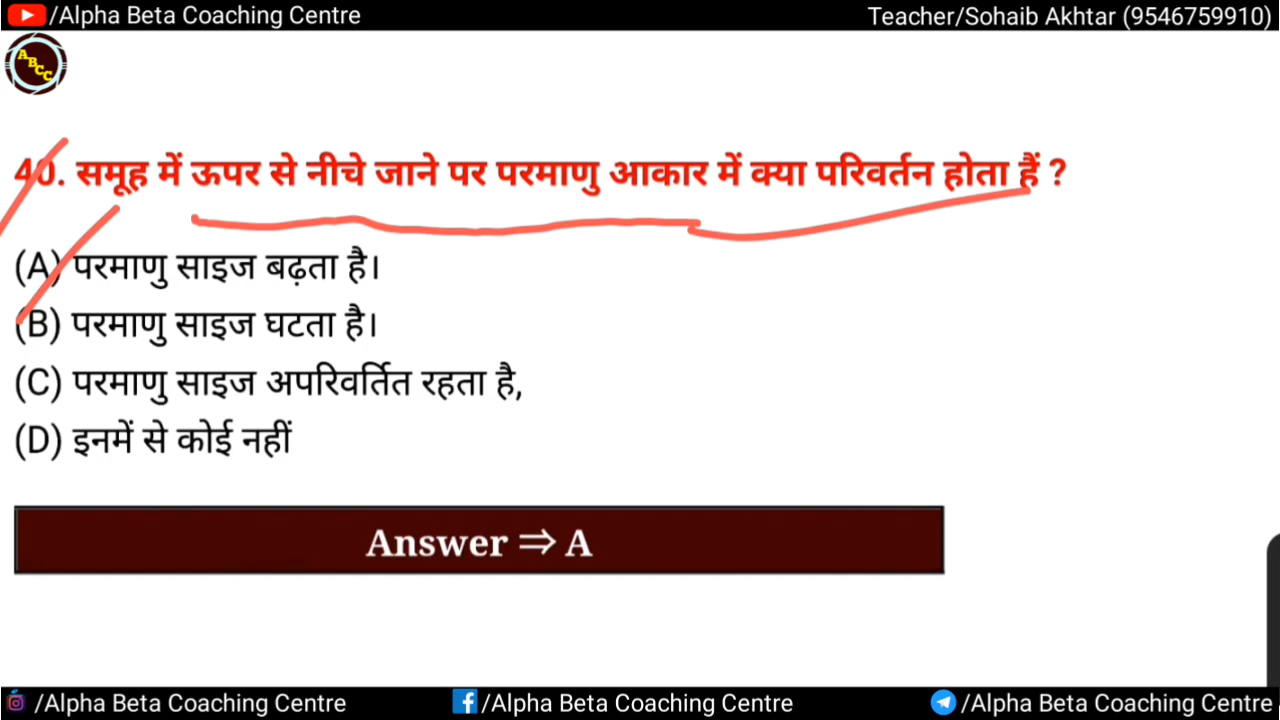 /Alpha Beta Coaching Centre
Teacher/Sohaib Akhtar (9546759910)
ABCC
40. समूह में ऊपर से नीचे जाने पर परमाणु आकार में क्या परिवर्तन होता हैं ?
(A) परमाणु साइज बढ़ता है।
(B) परमाणु साइज घटता है।
(C) परमाणु साइज अपरिवर्तित रहता है,
(D) इनमें से कोई नहीं
Answer ⇒ A
/Alpha Beta Coaching Centre
/Alpha Beta Coaching Centre
/Alpha Beta Coaching Centre